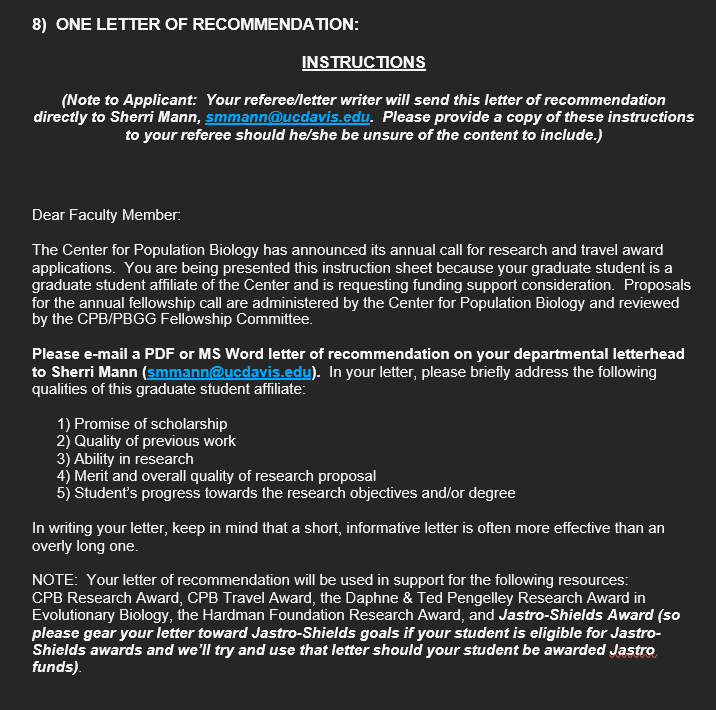 8)  ONE LETTER OF RECOMMENDATION:
INSTRUCTIONS
(Note to Applicant:  Your referee/letter writer will send this letter of recommendation
directly to Sherri Mann, smmann@ucdavis.edu.  Please provide a copy of these instructions
to your referee should he/she be unsure of the content to include.)
Dear Faculty Member:
The Center for Population Biology has announced its annual call for research and travel award
applications.  You are being presented this instruction sheet because your graduate student is a
graduate student affiliate of the Center and is requesting funding support consideration.  Proposals
for the annual fellowship call are administered by the Center for Population Biology and reviewed
by the CPB/PBGG Fellowship Committee.
Please e-mail a PDF or MS Word letter of recommendation on your departmental letterhead
to Sherri Mann (smmann@ucdavis.edu).  In your letter, please briefly address the following
qualities of this graduate student affiliate:
1) Promise of scholarship
2) Quality of previous work
3) Ability in research
4) Merit and overall quality of research proposal
5) Student's progress towards the research objectives and/or degree
In writing your letter, keep in mind that a short, informative letter is often more effective than an
overly long one.
NOTE:  Your letter of recommendation will be used in support for the following resources:
CPB Research Award, CPB Travel Award, the Daphne & Ted Pengelley Research Award in
Evolutionary Biology, the Hardman Foundation Research Award, and Jastro-Shields Award (so
please gear your letter toward Jastro-Shields goals if your student is eligible for Jastro-
Shields awards and we'll try and use that letter should your student be awarded Jastro
funds).